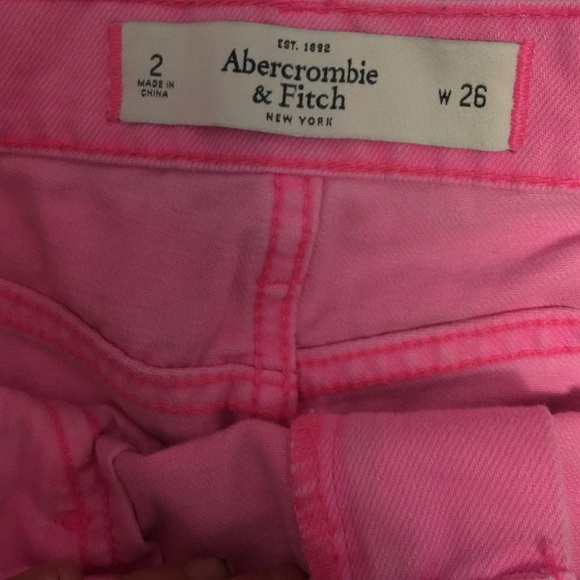 EST. 1892
Abercrombie
& Fitch
NEW YORK
2
MADE IN
CHINA
W 26